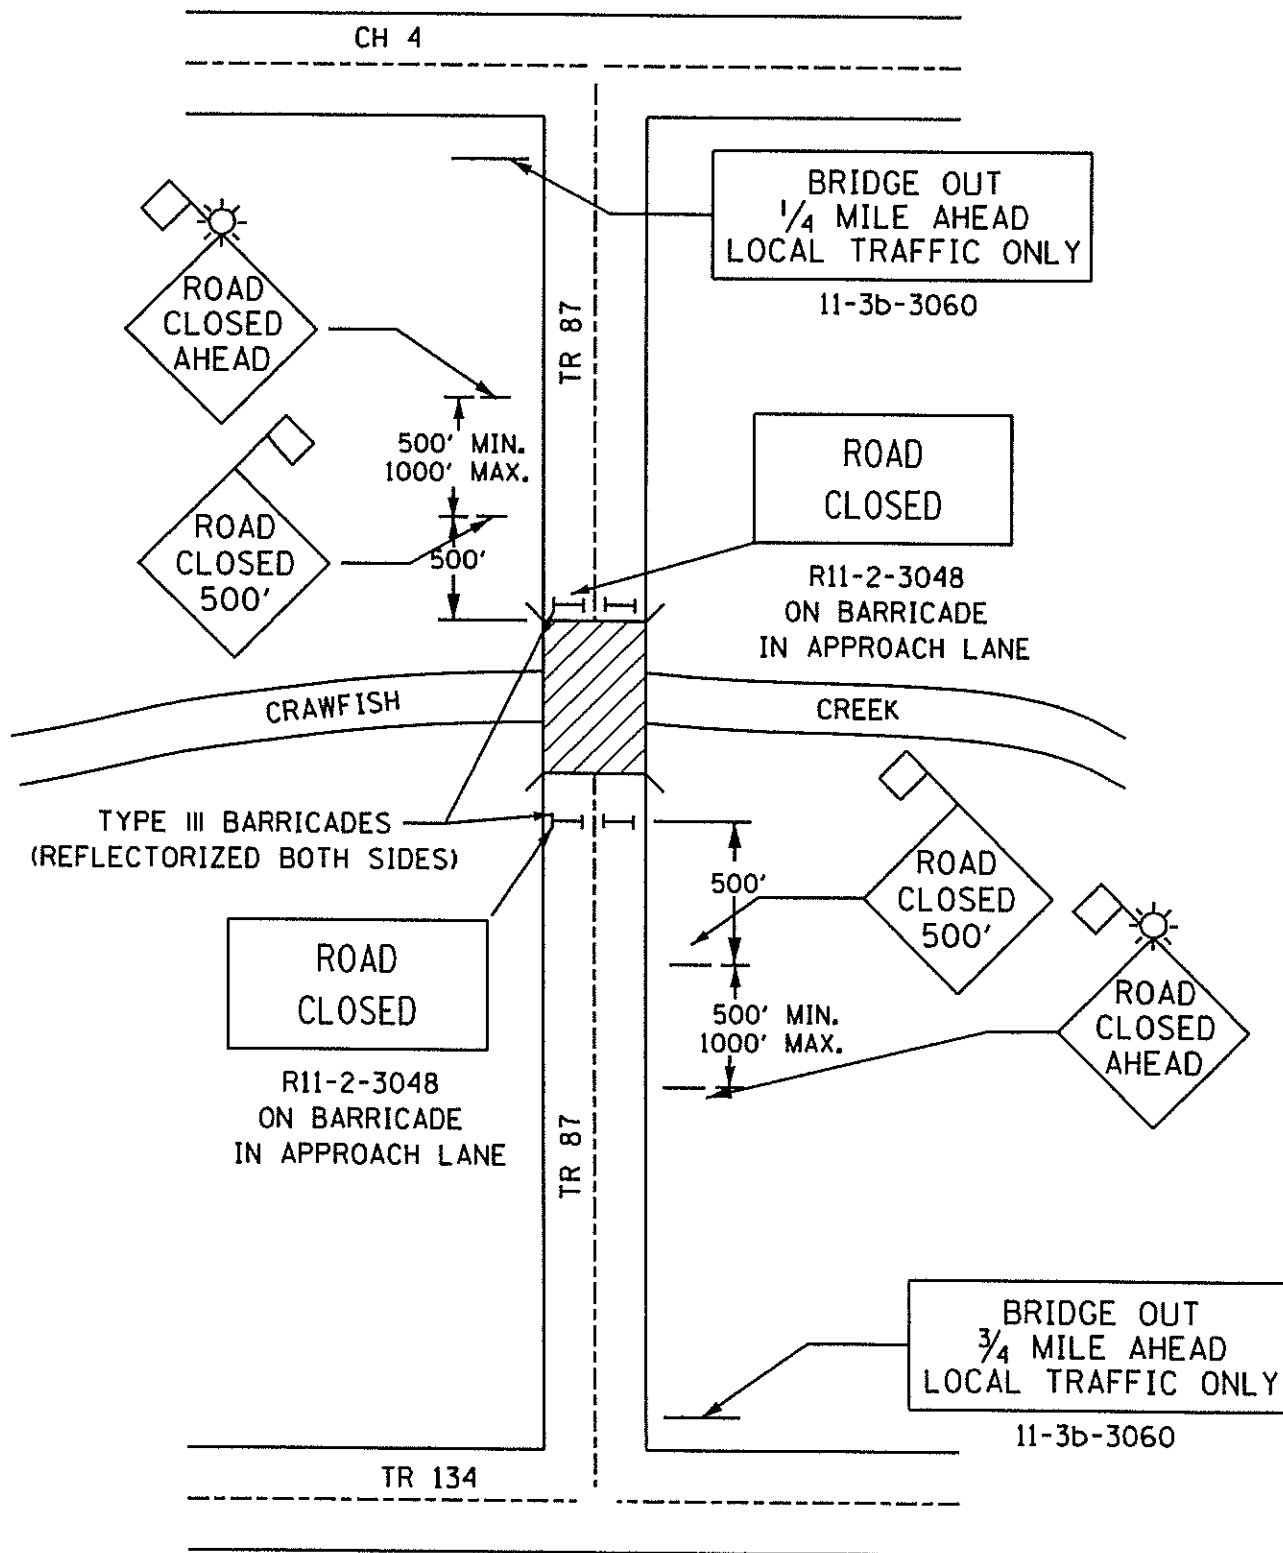 CH 4
BRIDGE OUT
1/4 MILE AHEAD
LOCAL TRAFFIC ONLY
11-3b-3060
ROAD
CLOSED
AHEAD
TR 87
500' MIN.
1000' MAX.
ROAD
CLOSED
R11-2-3048
ON BARRICADE
IN APPROACH LANE
ROAD
CLOSED
500'
500'
CRAWFISH
CREEK
TYPE III BARRICADES
(REFLECTORIZED BOTH SIDES)
500'
ROAD
CLOSED
500'
ROAD
CLOSED
R11-2-3048
ON BARRICADE
IN APPROACH LANE
500' MIN.
1000' MAX.
ROAD
CLOSED
AHEAD
TR 87
BRIDGE OUT
3/4 MILE AHEAD
LOCAL TRAFFIC ONLY
11-3b-3060
TR 134